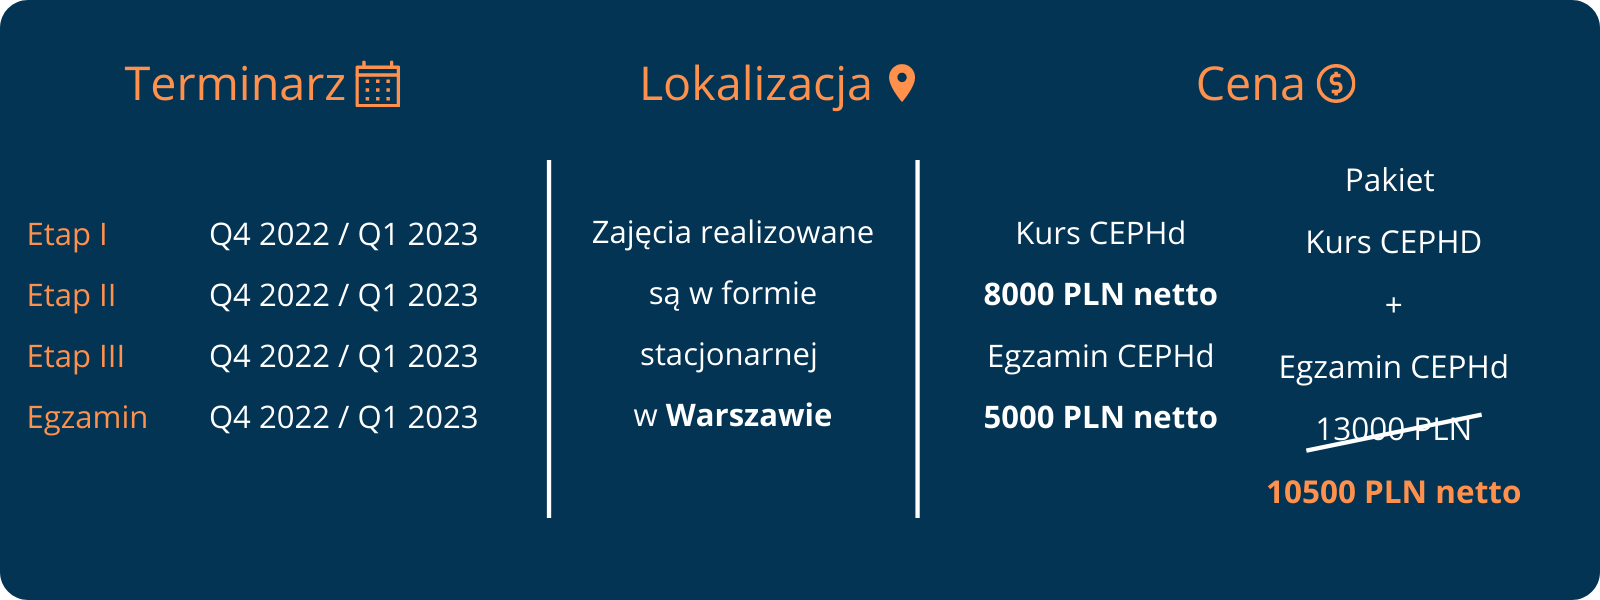 Terminarz
Etap I Q4 2022 / Q1 2023
Etap II Q4 2022 / Q1 2023
Etap III Q4 2022 / Q1 2023
Egzamin Q4 2022 / Q1 2023
Lokalizacja
Zajęcia realizowane
są w formie
stacjonarnej
w Warszawie
Cena
Kurs CEPHd
8000 PLN netto
Egzamin CEPHd
5000 PLN netto
Pakiet
Kurs CEPHD
+
Egzamin CEPHd
13000 PLN
10500 PLN netto